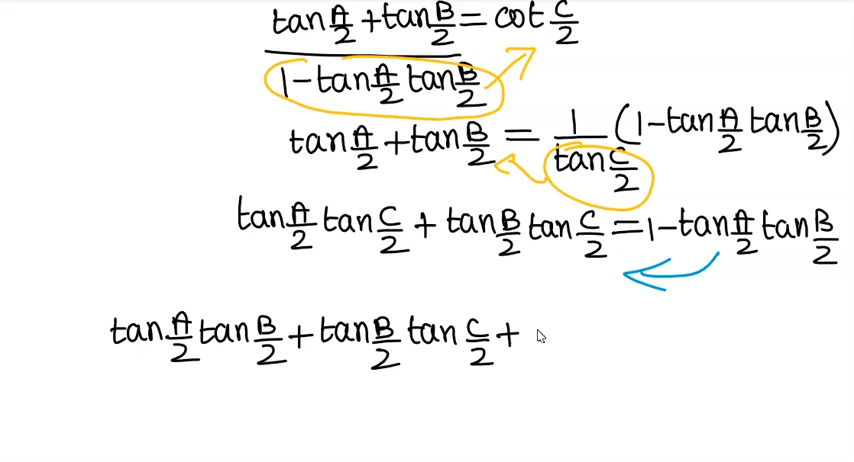 tan A/2 + tan B/2 = cot C/2
1 - tan A/2 tan B/2
tan A/2 + tan B/2 = 1/tan C/2 (1 - tan A/2 tan B/2)
tan A/2 tan C/2 + tan B/2 tan C/2 = 1 - tan A/2 tan B/2
tan A/2 tan B/2 + tan B/2 tan C/2 +